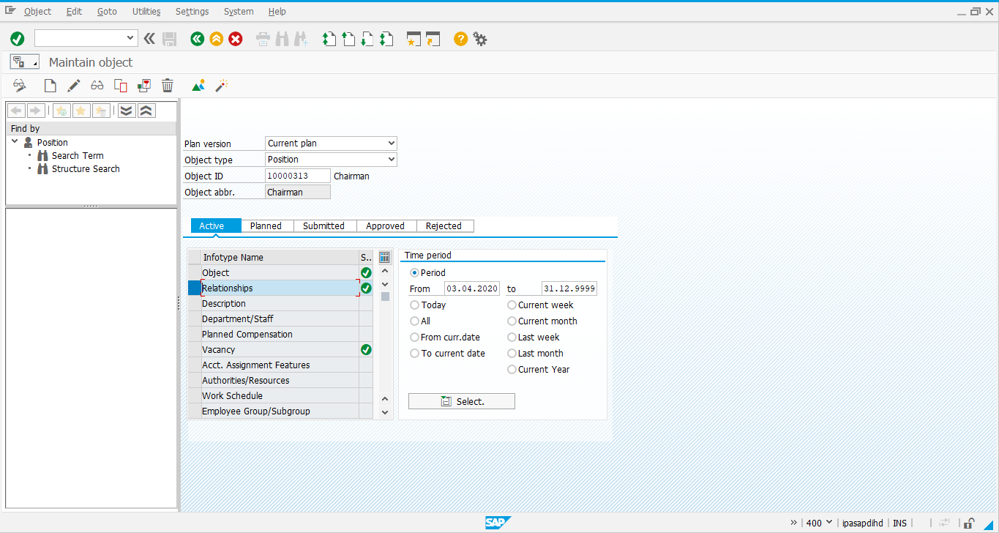 Object Edit Goto Utilities Settings System Help
Maintain object
Find by
Position
Search Term
Structure Search
Plan version Current plan
Object type Position
Object ID 10000313 Chairman
Object abbr. Chairman
Active Planned Submitted Approved Rejected
Infotype Name S..
Object
Relationships
Description
Department/Staff
Planned Compensation
Vacancy
Acct. Assignment Features
Authorities/Resources
Work Schedule
Employee Group/Subgroup
Time period
Period
From 03.04.2020 to 31.12.9999
Today Current week
All Current month
From curr.date Last week
To current date Last month
Current Year
Select.
SAP 400 ipasapdihd INS